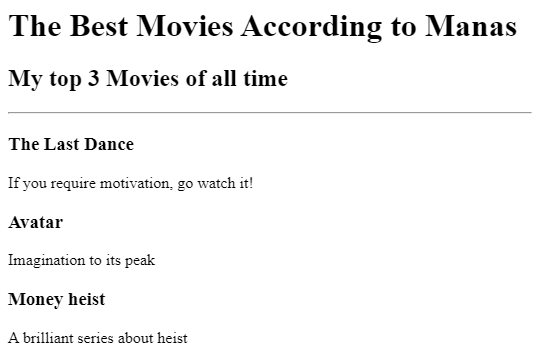 The Best Movies According to Manas
My top 3 Movies of all time
The Last Dance
If you require motivation, go watch it!
Avatar
Imagination to its peak
Money heist
A brilliant series about heist